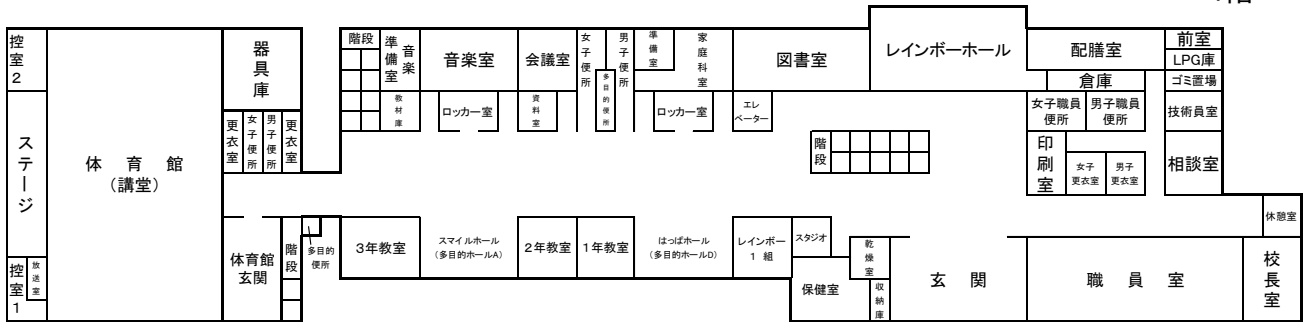 階
控室2
ステージ
控室1
放送室
体育館
(講堂)
器具庫
更衣室
女子便所
男子便所
更衣室
体育館
玄関
階段
多目的
便所
階段
準備室
音楽
教材庫
音楽室
ロッカー室
会議室
資料室
女子便所
男子便所
多目的便所
準備室
家庭科室
ロッカー室
図書室
エレ
ベーター
レインボーホール
階段
配膳室
倉庫
女子職員
便所
男子職員
便所
印刷室
女子
更衣室
男子
更衣室
前室
LPG庫
ゴミ置場
技術員室
相談室
休憩室
3年教室
スマイルホール
(多目的ホールA)
2年教室
1年教室
はっぱホール
(多目的ホールD)
レインボー
1 組
スタジオ
保健室
乾燥室
収納庫
玄関
職員室
校長室